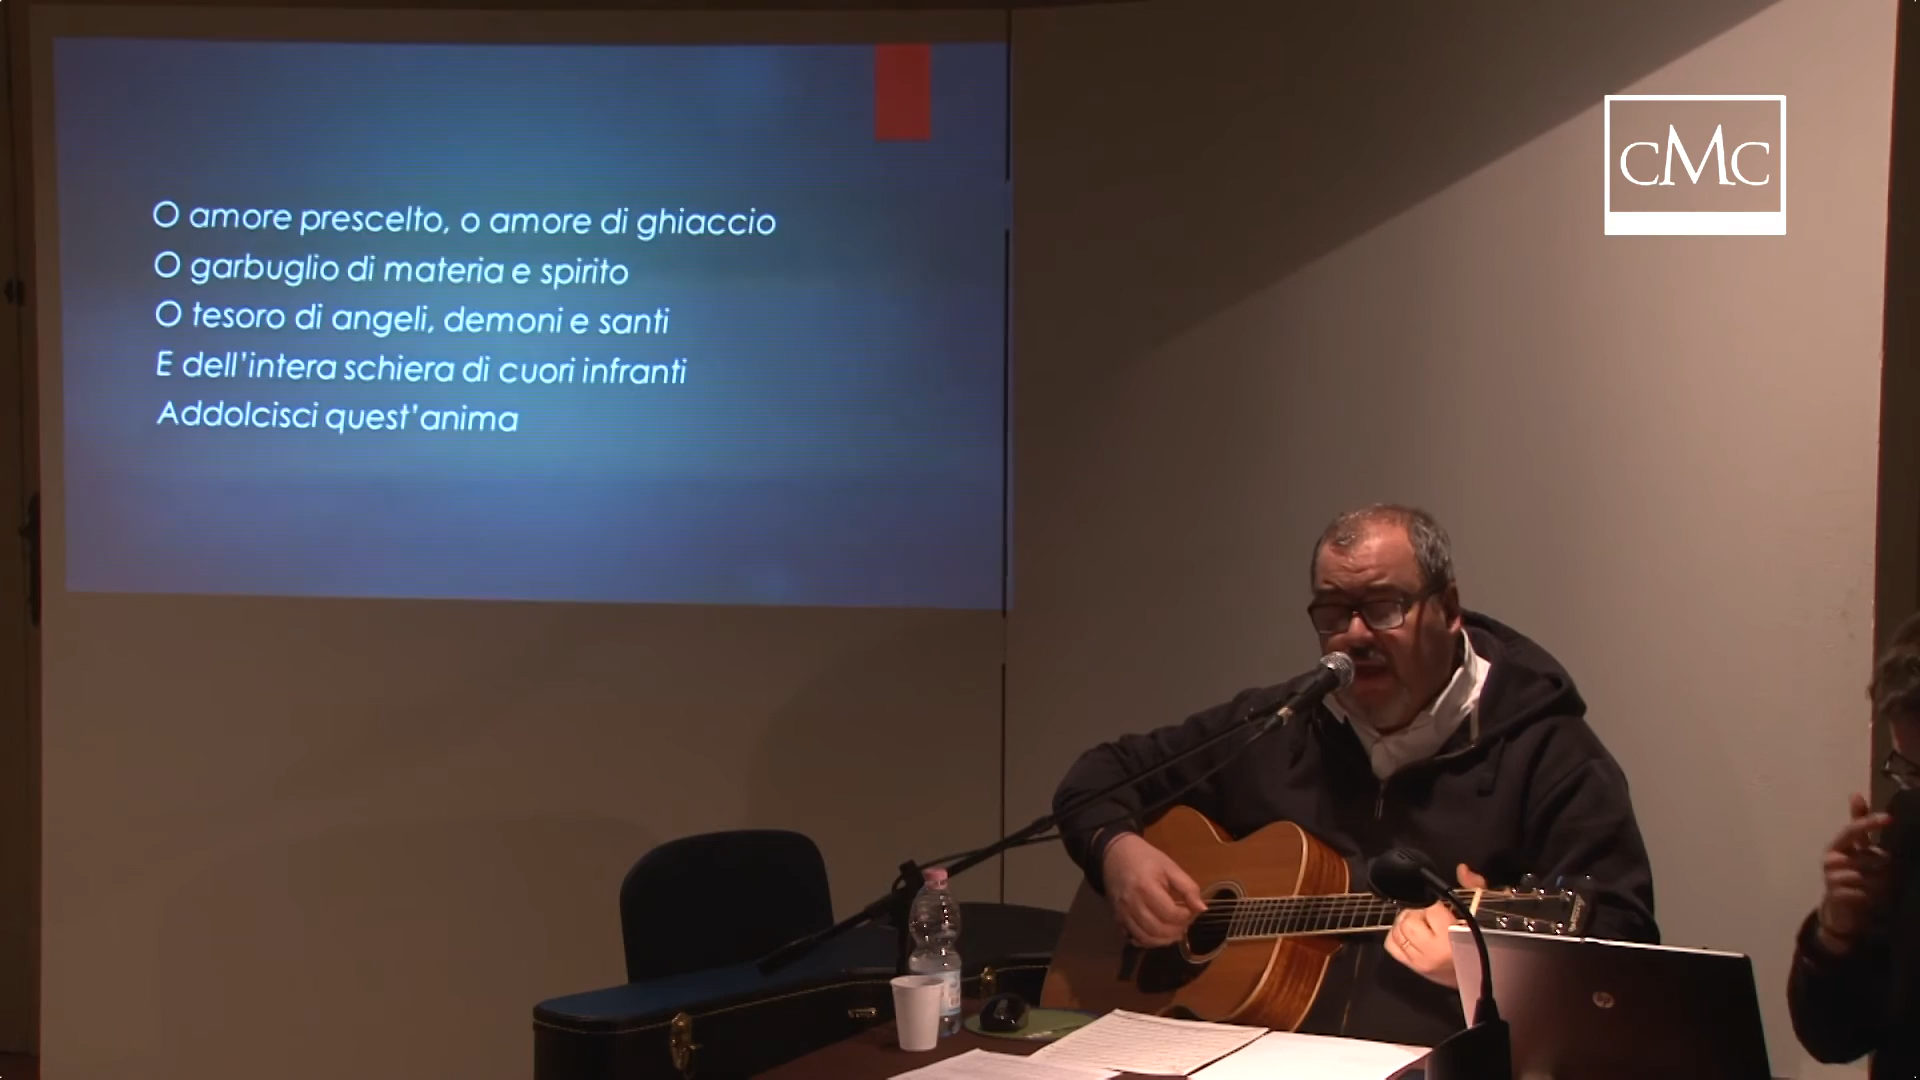 O amore prescelto, o amore di ghiaccio
O garbuglio di materia e spirito
O tesoro di angeli, demoni e santi
E dell'intera schiera di cuori infranti
Addolcisci quest'anima
CMC
hp